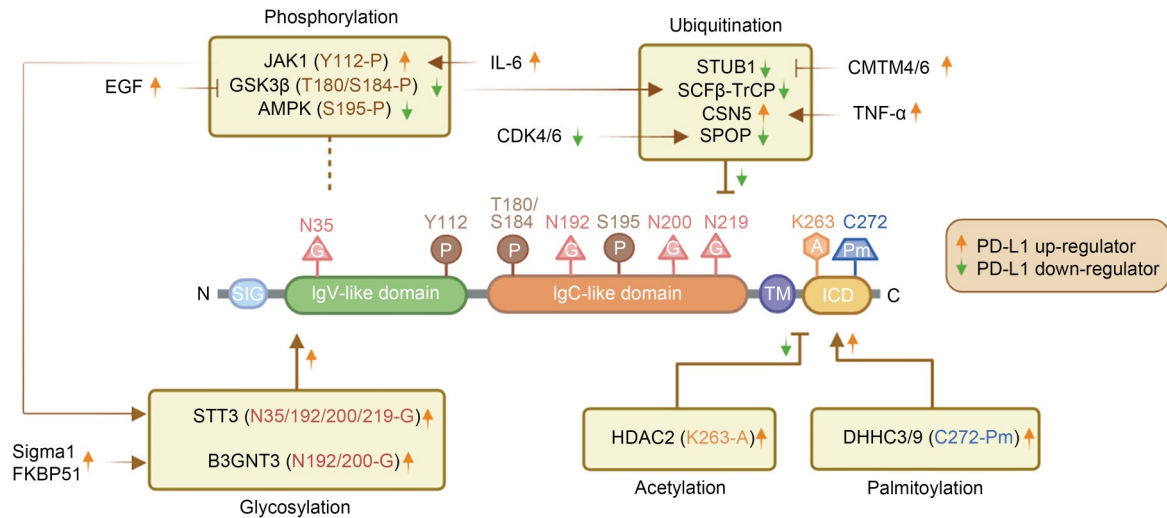 Phosphorylation
Ubiquitination
JAK1 (Y112-P)
GSK3β (T180/S184-P)
AMPK (S195-P)
EGF
IL-6
STUB1
SCFβ-TrCP
CSN5
SPOP
CMTM4/6
TNF-α
CDK4/6
N35
G
Y112
P
T180/
S184
P
N192
G
S195
P
N200
G
N219
G
K263
A
C272
Pm
N
SIG
IgV-like domain
IgC-like domain
TM
ICD
C
PD-L1 up-regulator
PD-L1 down-regulator
STT3 (N35/192/200/219-G)
B3GNT3 (N192/200-G)
Sigma1
FKBP51
Glycosylation
HDAC2 (K263-A)
Acetylation
DHHC3/9 (C272-Pm)
Palmitoylation